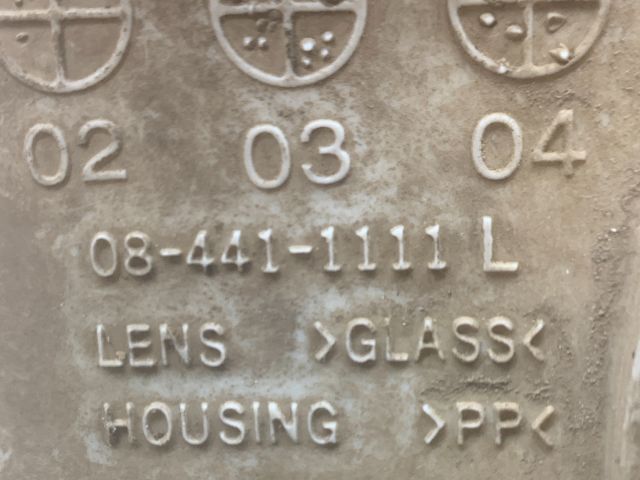 02 03 04
08-441-1111 L
LENS >GLASS<
HOUSING >PP<